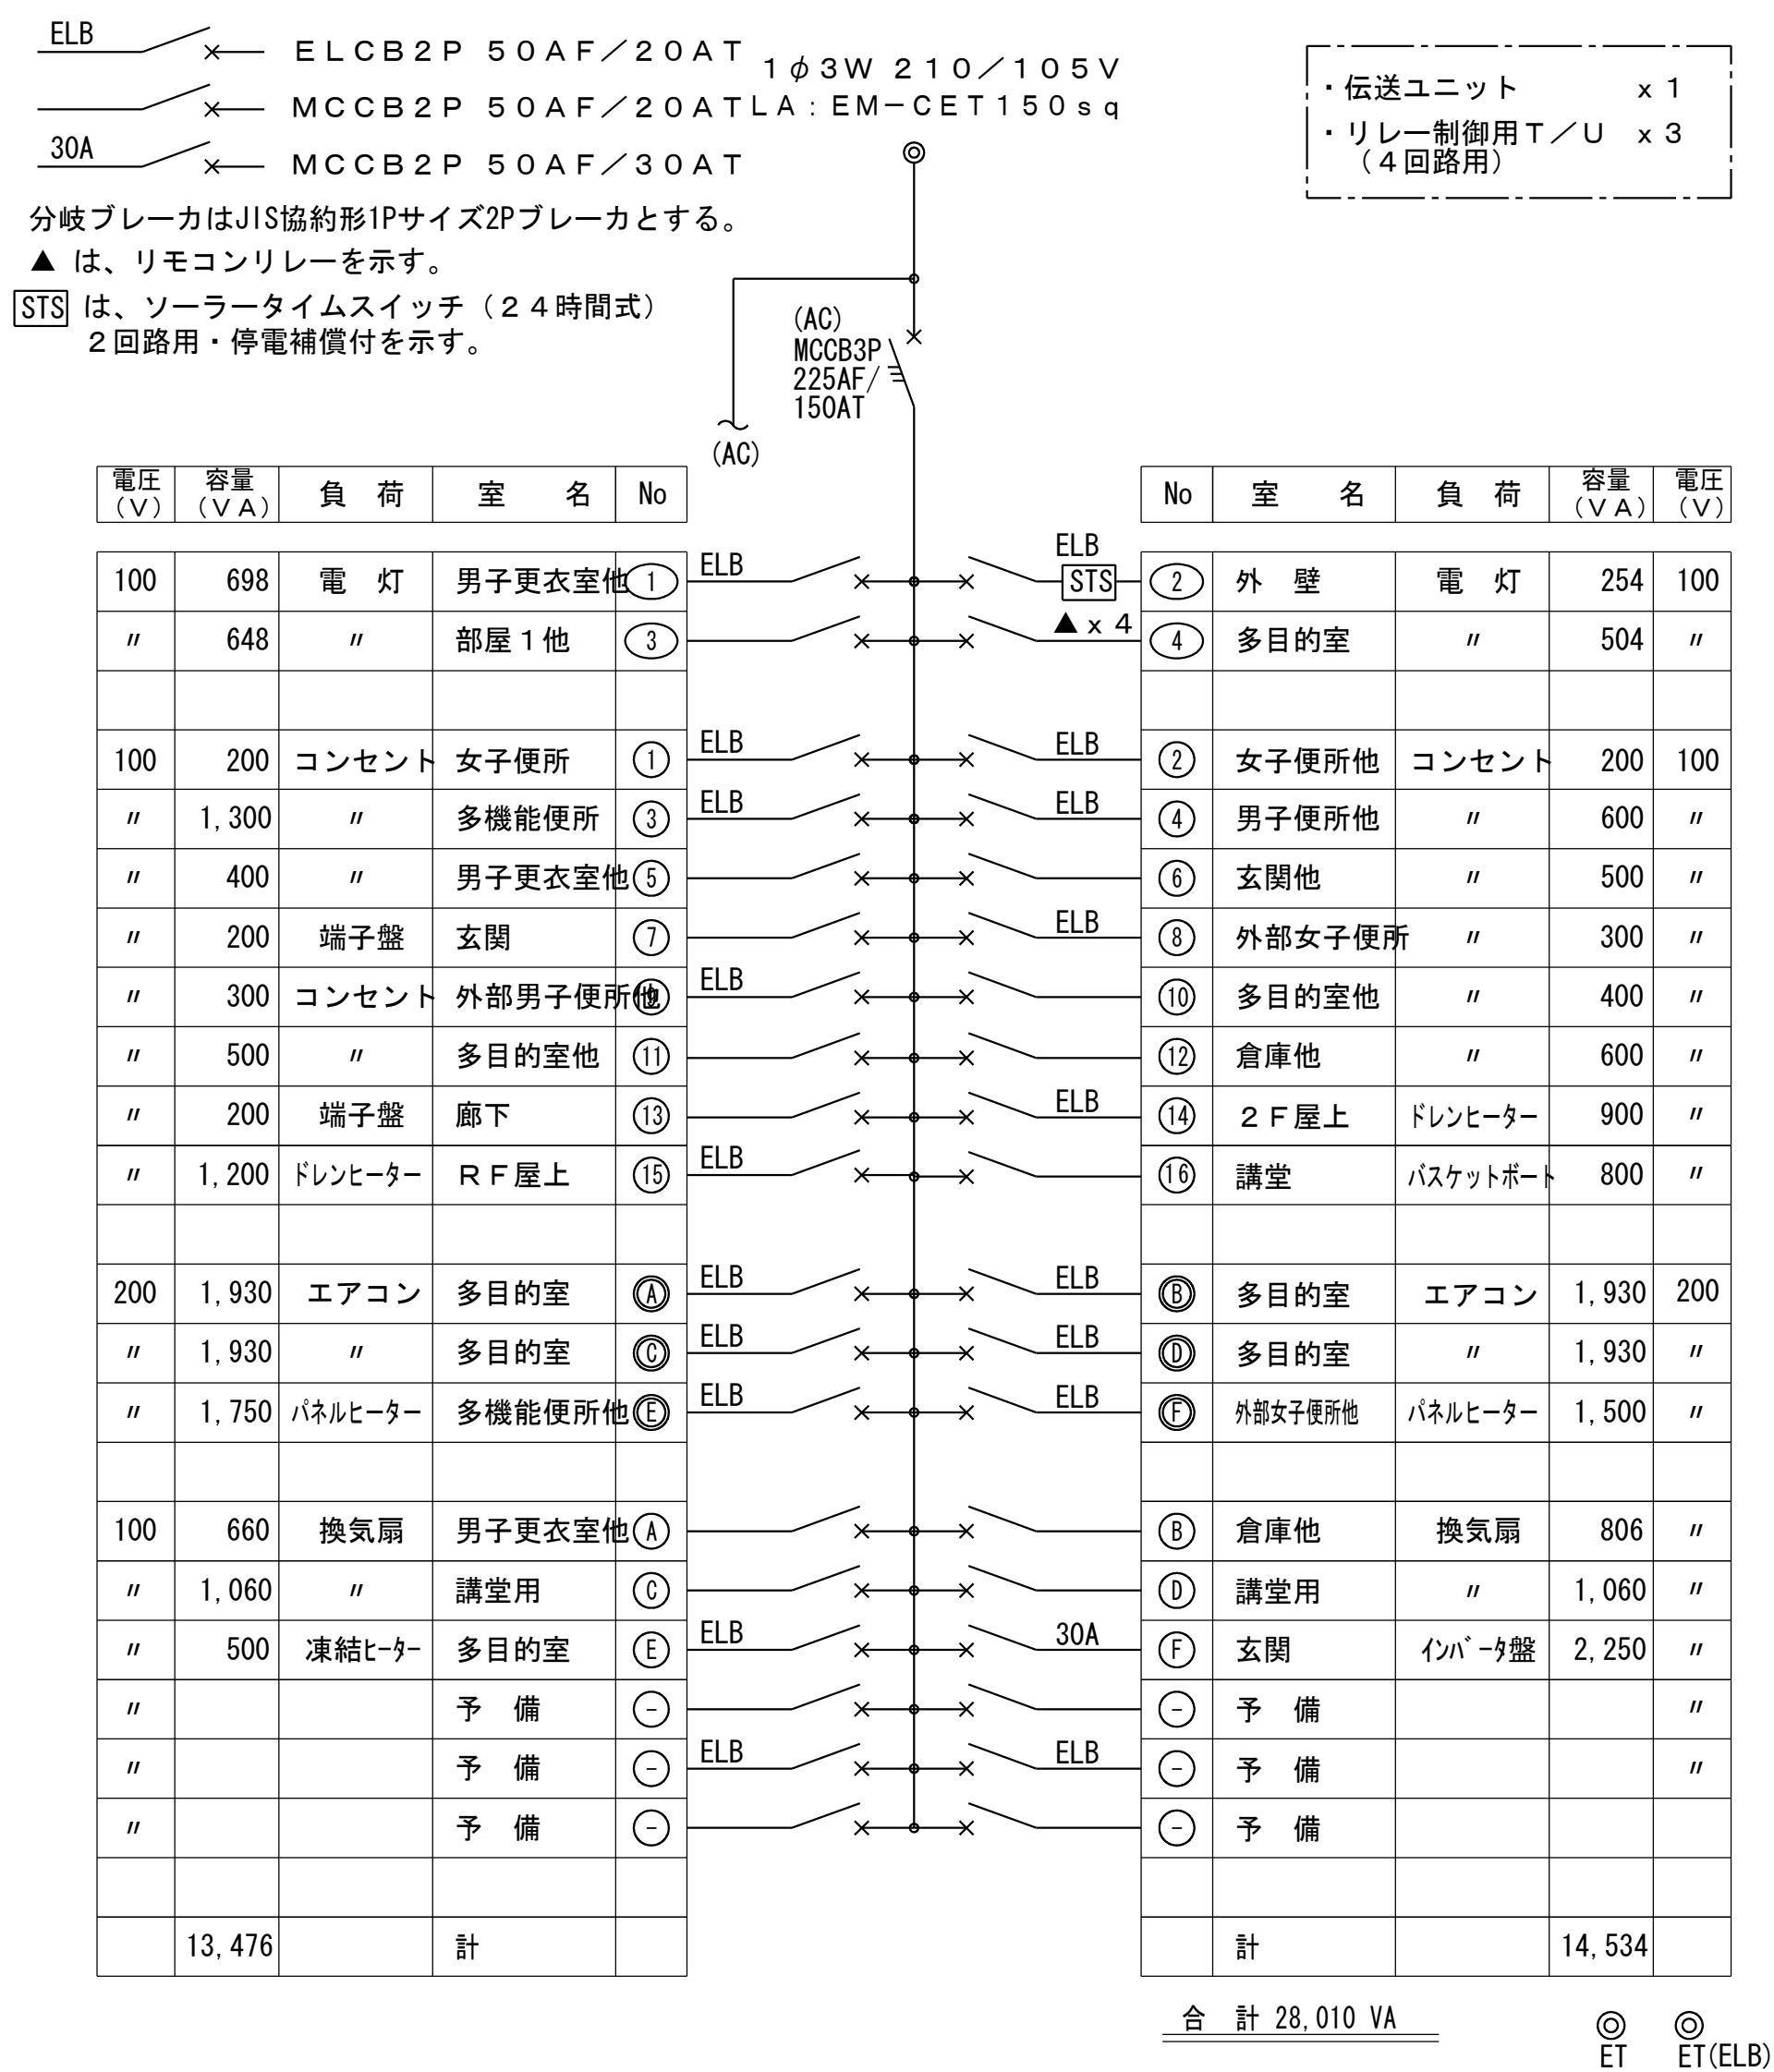 ELB ELCB2P 50AF/20AT
MCCB2P 50AF/20AT
30A MCCB2P 50AF/30AT
分岐ブレーカはJIS協約形1Pサイズ2Pブレーカとする。
▲ は、リモコンリレーを示す。
STS は、ソーラータイムスイッチ（24時間式）
2回路用・停電補償付を示す。
1φ3W 210/105V
LA:EM-CET150sq
・伝送ユニット x 1
・リレー制御用T/U x 3
（4回路用）
(AC)
MCCB3P
225AF/
150AT
(AC)
電圧(V) 容量(VA) 負荷 室名 No No 室名 負荷 容量(VA) 電圧(V)
100 698 電灯 男子更衣室他 1 ELB ELB STS 2 外壁 電灯 254 100
〃 648 〃 部屋1他 3 ▲x4 4 多目的室 〃 504 〃
100 200 コンセント 女子便所 1 ELB ELB 2 女子便所他 コンセント 200 100
〃 1,300 〃 多機能便所 3 ELB ELB 4 男子便所他 〃 600 〃
〃 400 〃 男子更衣室他 5 6 玄関他 〃 500 〃
〃 200 端子盤 玄関 7 ELB 8 外部女子便所 〃 300 〃
〃 300 コンセント 外部男子便所他 9 ELB 10 多目的室他 〃 400 〃
〃 500 〃 多目的室他 11 12 倉庫他 〃 600 〃
〃 200 端子盤 廊下 13 ELB 14 2F屋上 ドレンヒーター 900 〃
〃 1,200 ドレンヒーター RF屋上 15 ELB 16 講堂 バスケットボート 800 〃
200 1,930 エアコン 多目的室 A ELB ELB B 多目的室 エアコン 1,930 200
〃 1,930 〃 多目的室 C ELB ELB D 多目的室 〃 1,930 〃
〃 1,750 パネルヒーター 多機能便所他 E ELB ELB F 外部女子便所他 パネルヒーター 1,500 〃
100 660 換気扇 男子更衣室他 A B 倉庫他 換気扇 806 〃
〃 1,060 〃 講堂用 C D 講堂用 〃 1,060 〃
〃 500 凍結ヒーター 多目的室 E ELB 30A F 玄関 インバータ盤 2,250 〃
〃 予備 - - 予備 〃
〃 予備 - ELB ELB - 予備 〃
〃 予備 - - 予備
13,476 計 計 14,534
合計 28,010 VA
ET ET(ELB)